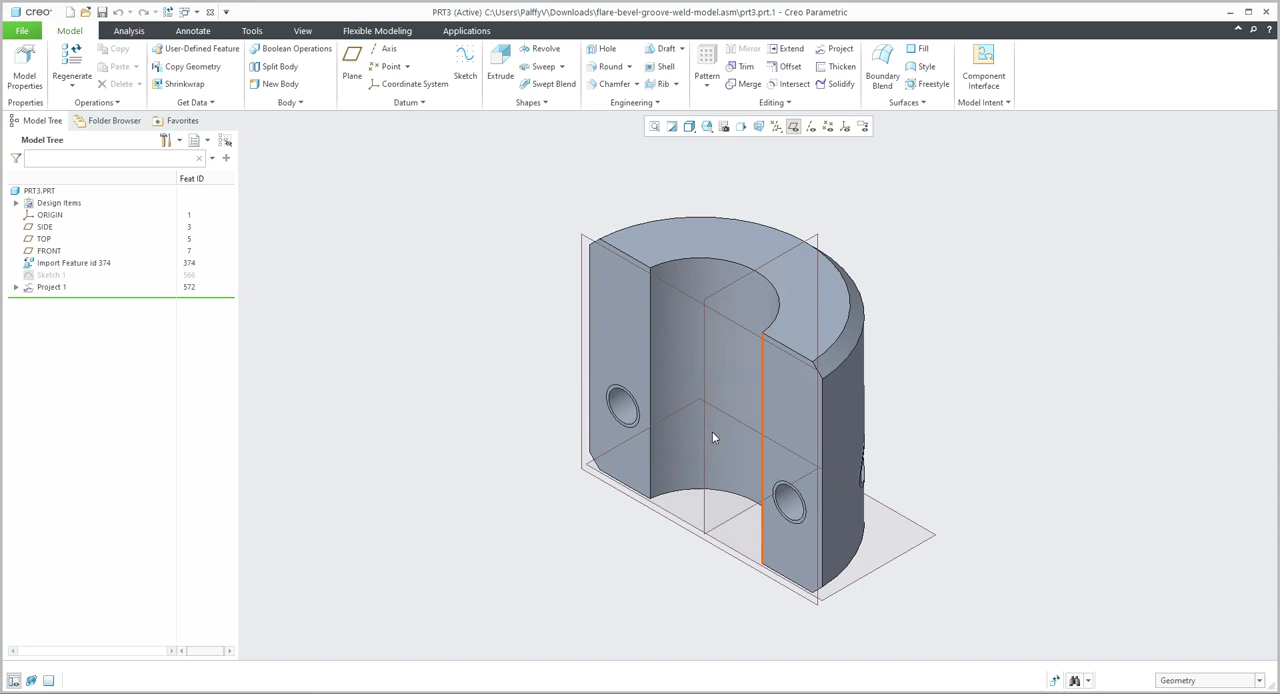 creo PRT3 (Active) C:\Users\PalffyV\Downloads\flare-bevel-groove-weld-model.asm\prt3.prt.1 - Creo Parametric
File Model Analysis Annotate Tools View Flexible Modeling Applications
Model Properties
Properties
Regenerate
Copy
Paste
Delete
Operations
User-Defined Feature
Copy Geometry
Shrinkwrap
Get Data
Boolean Operations
Split Body
New Body
Body
Plane
Axis
Point
Coordinate System
Sketch
Datum
Extrude
Revolve
Sweep
Swept Blend
Shapes
Hole
Round
Chamfer
Draft
Shell
Rib
Engineering
Pattern
Mirror
Trim
Merge
Extend
Offset
Intersect
Project
Thicken
Solidify
Editing
Boundary Blend
Fill
Style
Freestyle
Surfaces
Component Interface
Model Intent
Model Tree Folder Browser Favorites
Model Tree
Feat ID
PRT3.PRT
Design Items
ORIGIN 1
SIDE 3
TOP 5
FRONT 7
Import Feature id 374 374
Sketch 1 566
Project 1 572
Geometry